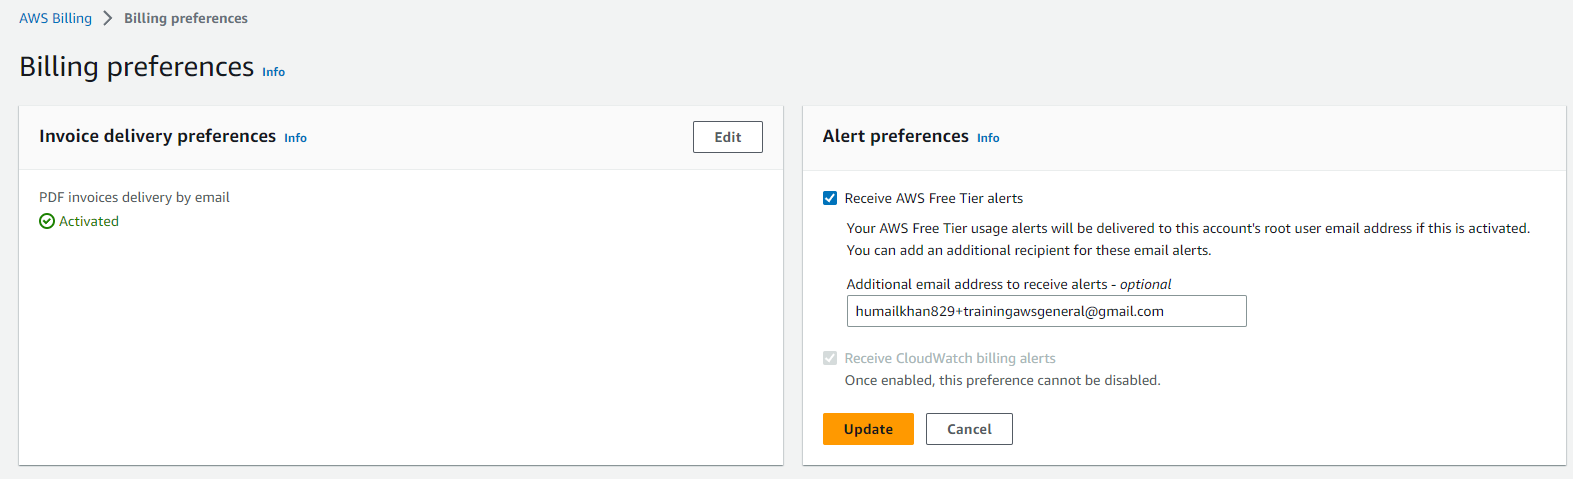 AWS Billing > Billing preferences
Billing preferences Info
Invoice delivery preferences Info
Edit
PDF invoices delivery by email
Activated
Alert preferences Info
Receive AWS Free Tier alerts
Your AWS Free Tier usage alerts will be delivered to this account's root user email address if this is activated.
You can add an additional recipient for these email alerts.
Additional email address to receive alerts - optional
humailkhan829+trainingawsgeneral@gmail.com
Receive CloudWatch billing alerts
Once enabled, this preference cannot be disabled.
Update Cancel